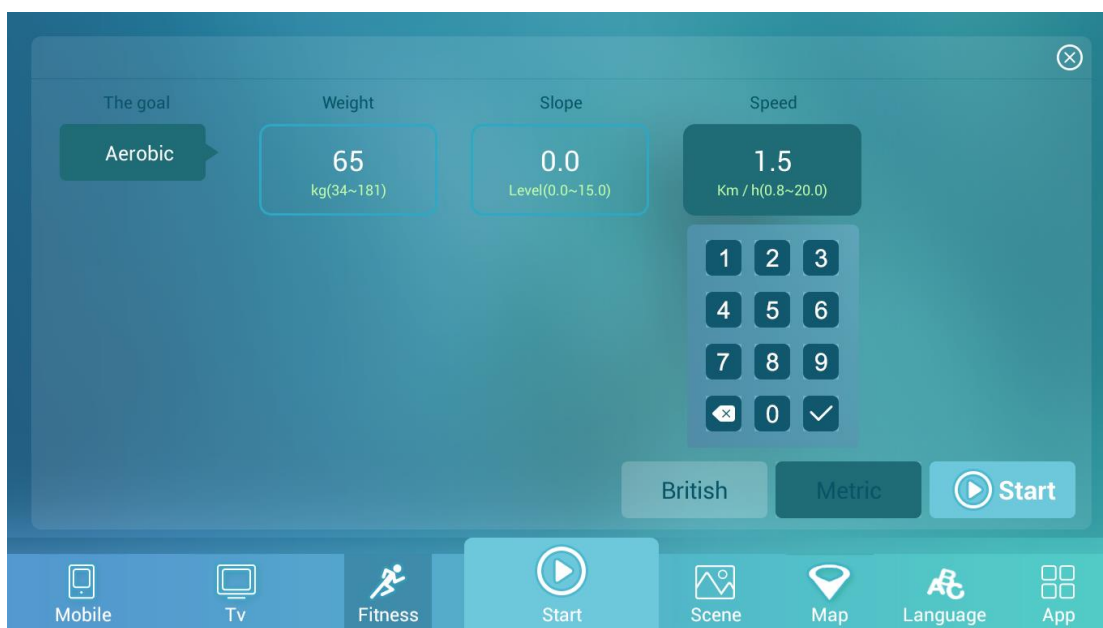 The goal
Weight
Slope
Speed
Aerobic
65
kg(34~181)
0.0
Level(0.0~15.0)
1.5
Km / h(0.8~20.0)
1 2 3
4 5 6
7 8 9
0
British
Metric
Start
Mobile
Tv
Fitness
Start
Scene
Map
ABC
Language
App